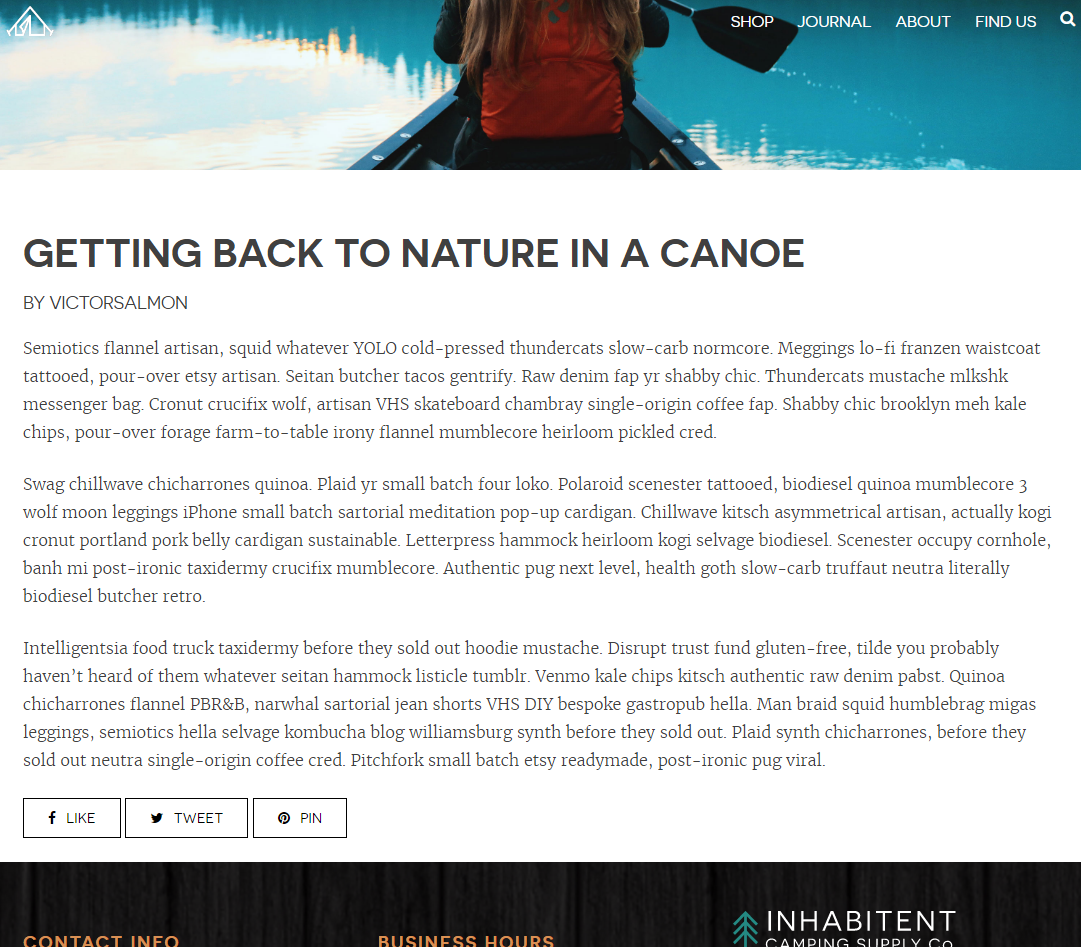 SHOP JOURNAL ABOUT FIND US
GETTING BACK TO NATURE IN A CANOE
BY VICTORSALMON
Semiotics flannel artisan, squid whatever YOLO cold-pressed thundercats slow-carb normcore. Meggings lo-fi franzen waistcoat
tattooed, pour-over etsy artisan. Seitan butcher tacos gentrify. Raw denim fap yr shabby chic. Thundercats mustache mlkshk
messenger bag. Cronut crucifix wolf, artisan VHS skateboard chambray single-origin coffee fap. Shabby chic brooklyn meh kale
chips, pour-over forage farm-to-table irony flannel mumblecore heirloom pickled cred.
Swag chillwave chicharrones quinoa. Plaid yr small batch four loko. Polaroid scenester tattooed, biodiesel quinoa mumblecore 3
wolf moon leggings iPhone small batch sartorial meditation pop-up cardigan. Chillwave kitsch asymmetrical artisan, actually kogi
cronut portland pork belly cardigan sustainable. Letterpress hammock heirloom kogi selvage biodiesel. Scenester occupy cornhole,
banh mi post-ironic taxidermy crucifix mumblecore. Authentic pug next level, health goth slow-carb truffaut neutra literally
biodiesel butcher retro.
Intelligentsia food truck taxidermy before they sold out hoodie mustache. Disrupt trust fund gluten-free, tilde you probably
haven’t heard of them whatever seitan hammock listicle tumblr. Venmo kale chips kitsch authentic raw denim pabst. Quinoa
chicharrones flannel PBR&B, narwhal sartorial jean shorts VHS DIY bespoke gastropub hella. Man braid squid humblebrag migas
leggings, semiotics hella selvage kombucha blog williamsburg synth before they sold out. Plaid synth chicharrones, before they
sold out neutra single-origin coffee cred. Pitchfork small batch etsy readymade, post-ironic pug viral.
LIKE TWEET PIN
INHABITENT
CONTACT INFO BUSINESS HOURS CAMPING SUPPLY Co